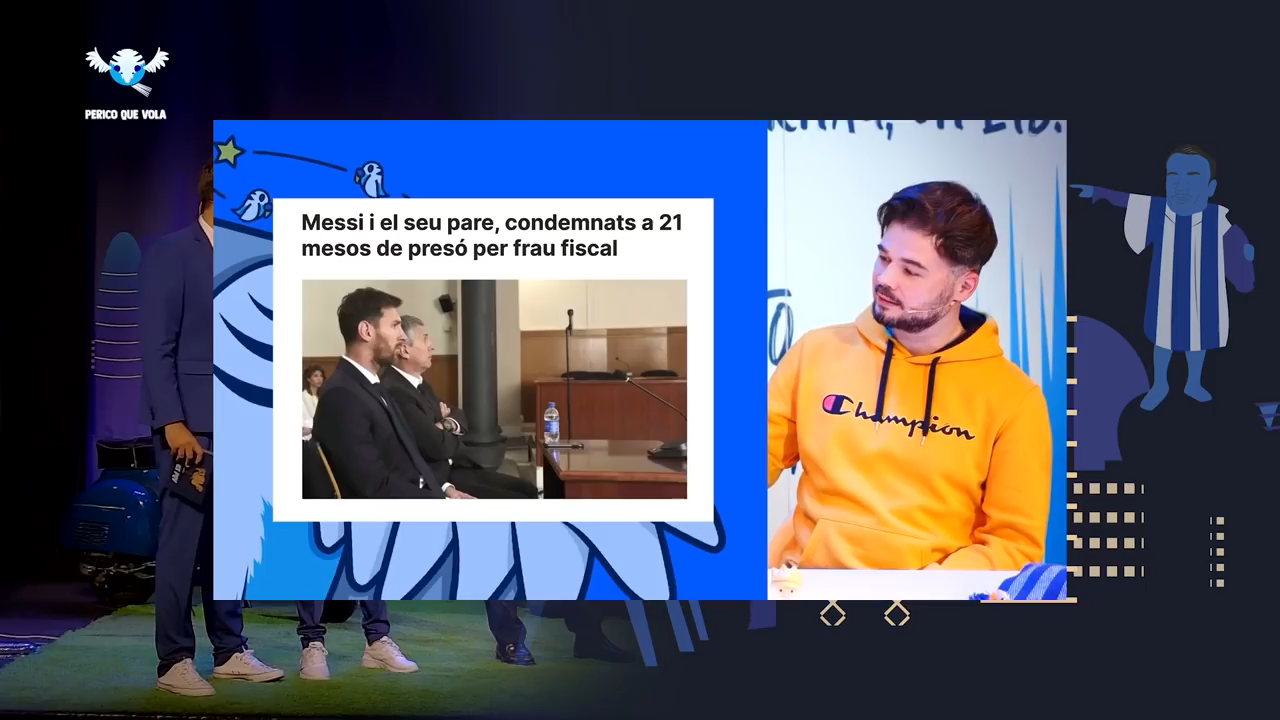 PERICO QUE VOLA
Messi i el seu pare, condemnats a 21
mesos de presó per frau fiscal
Champion